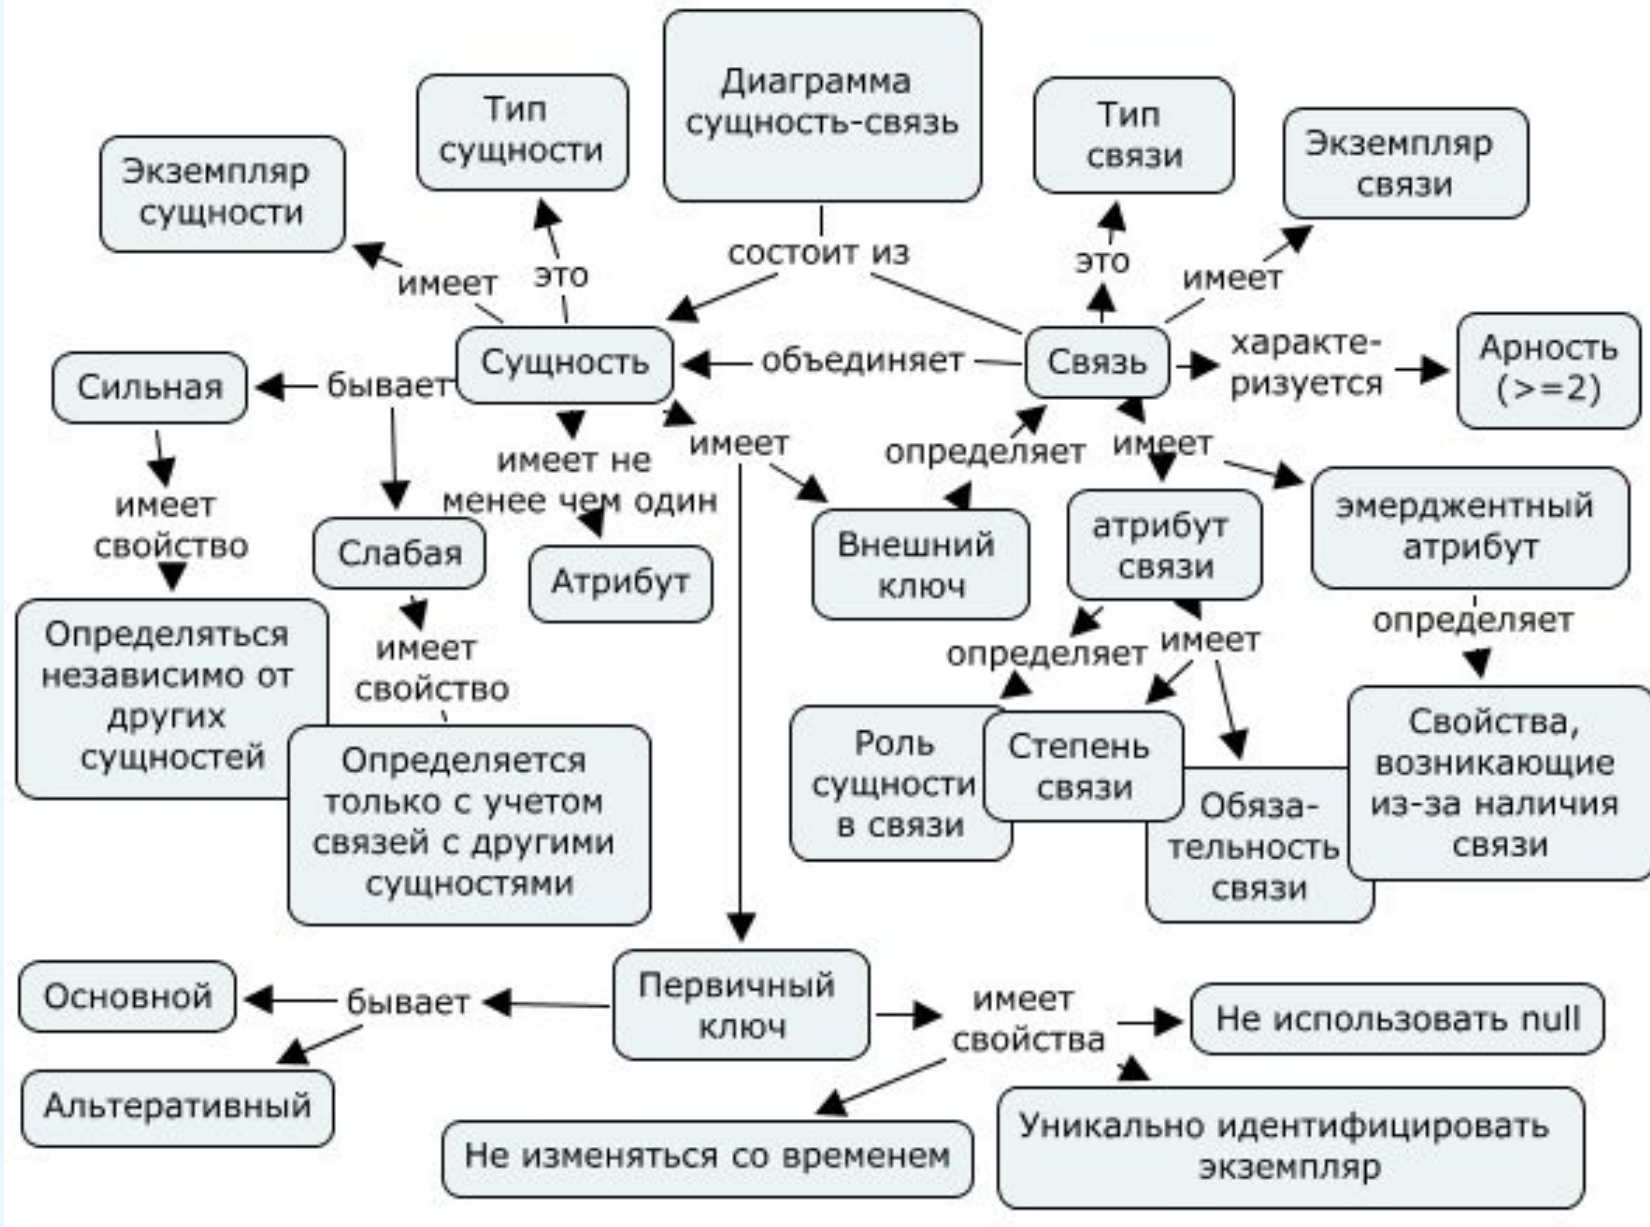 Диаграмма
сущность-связь
Тип
сущности
Тип
связи
Экземпляр
сущности
Экземпляр
связи
состоит из
имеет
это
это
имеет
Сущность
объединяет
Связь
характе-
ризуется
Арность
(>=2)
Сильная
бывает
имеет не
менее чем один
имеет
определяет
имеет
имеет
свойство
Слабая
Атрибут
Внешний
ключ
атрибут
связи
эмерджентный
атрибут
Определяться
независимо от
других
сущностей
имеет
свойство
определяет
имеет
определяет
Определяется
только с учетом
связей с другими
сущностями
Роль
сущности
в связи
Степень
связи
Обяза-
тельность
связи
Свойства,
возникающие
из-за наличия
связи
Основной
бывает
Первичный
ключ
имеет
свойства
Не использовать null
Альтеративный
Не изменяться со временем
Уникально идентифицировать
экземпляр